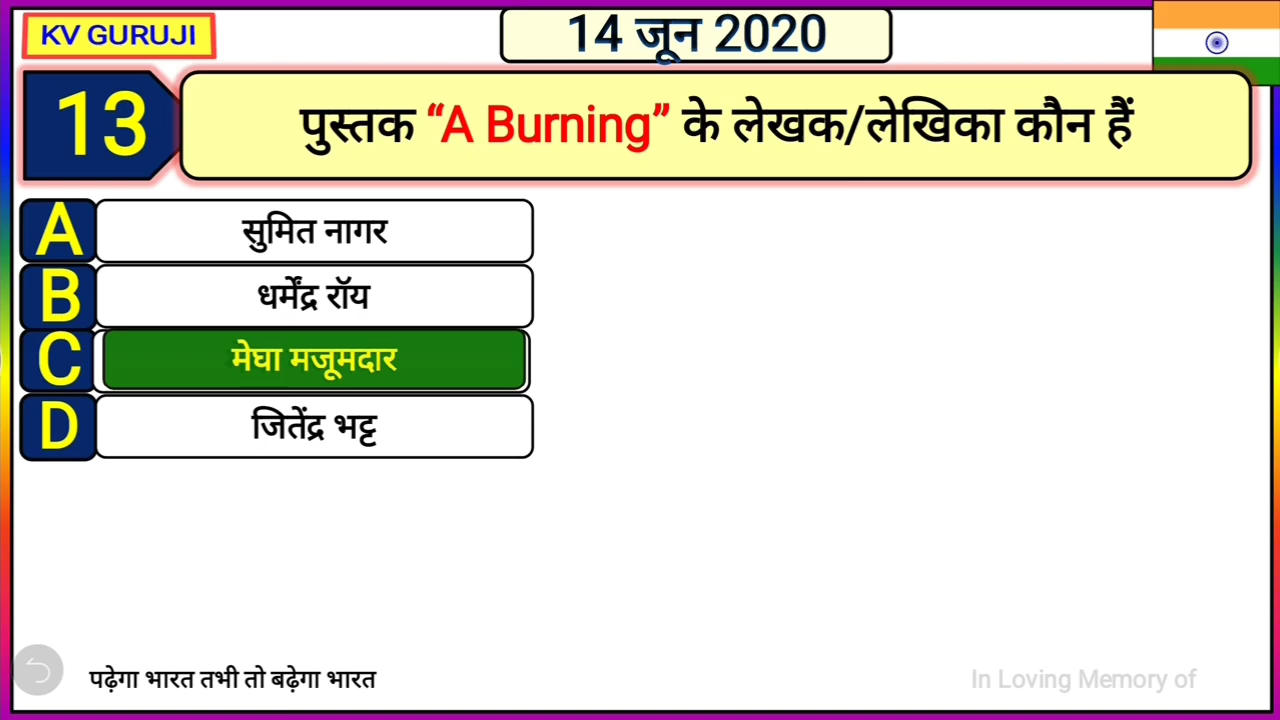 KV GURUJI
14 जून 2020
13
पुस्तक “A Burning” के लेखक/लेखिका कौन हैं
A
सुमित नागर
B
धर्मेंद्र रॉय
C
मेघा मजूमदार
D
जितेंद्र भट्ट
पढ़ेगा भारत तभी तो बढ़ेगा भारत
In Loving Memory of